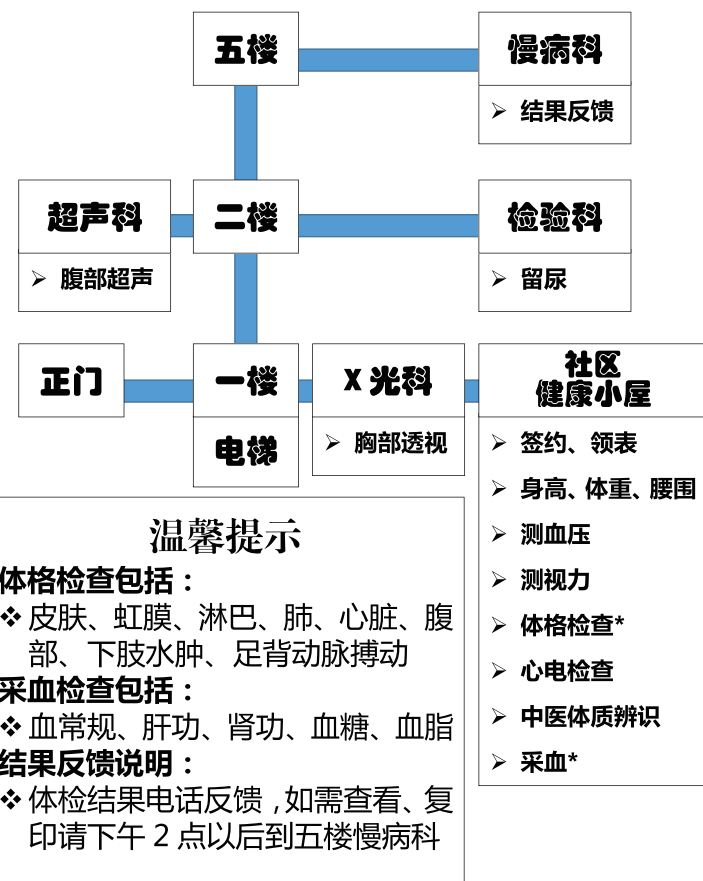 五楼
慢病科
➢ 结果反馈
超声科
二楼
检验科
➢ 腹部超声
➢ 留尿
正门
一楼
X 光科
社区
健康小屋
电梯
➢ 胸部透视
➢ 签约、领表
➢ 身高、体重、腰围
➢ 测血压
➢ 测视力
➢ 体格检查*
➢ 心电检查
➢ 中医体质辨识
➢ 采血*
温馨提示
体格检查包括：
❖ 皮肤、虹膜、淋巴、肺、心脏、腹
部、下肢水肿、足背动脉搏动
采血检查包括：
❖ 血常规、肝功、肾功、血糖、血脂
结果反馈说明：
❖ 体检结果电话反馈，如需查看、复
印请下午 2 点以后到五楼慢病科